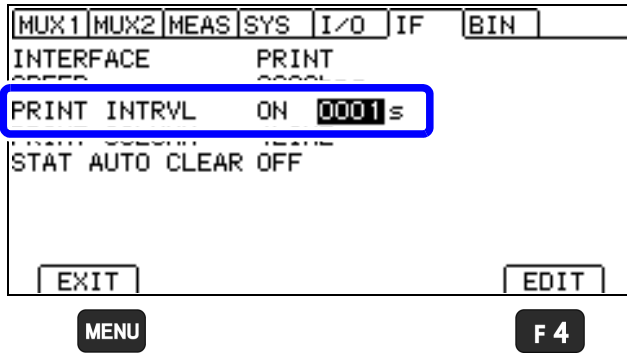 MUX1 MUX2 MEAS SYS I/O IF BIN
INTERFACE PRINT
PRINT INTRVL ON 0001 s
STAT AUTO CLEAR OFF
EXIT EDIT
MENU F4